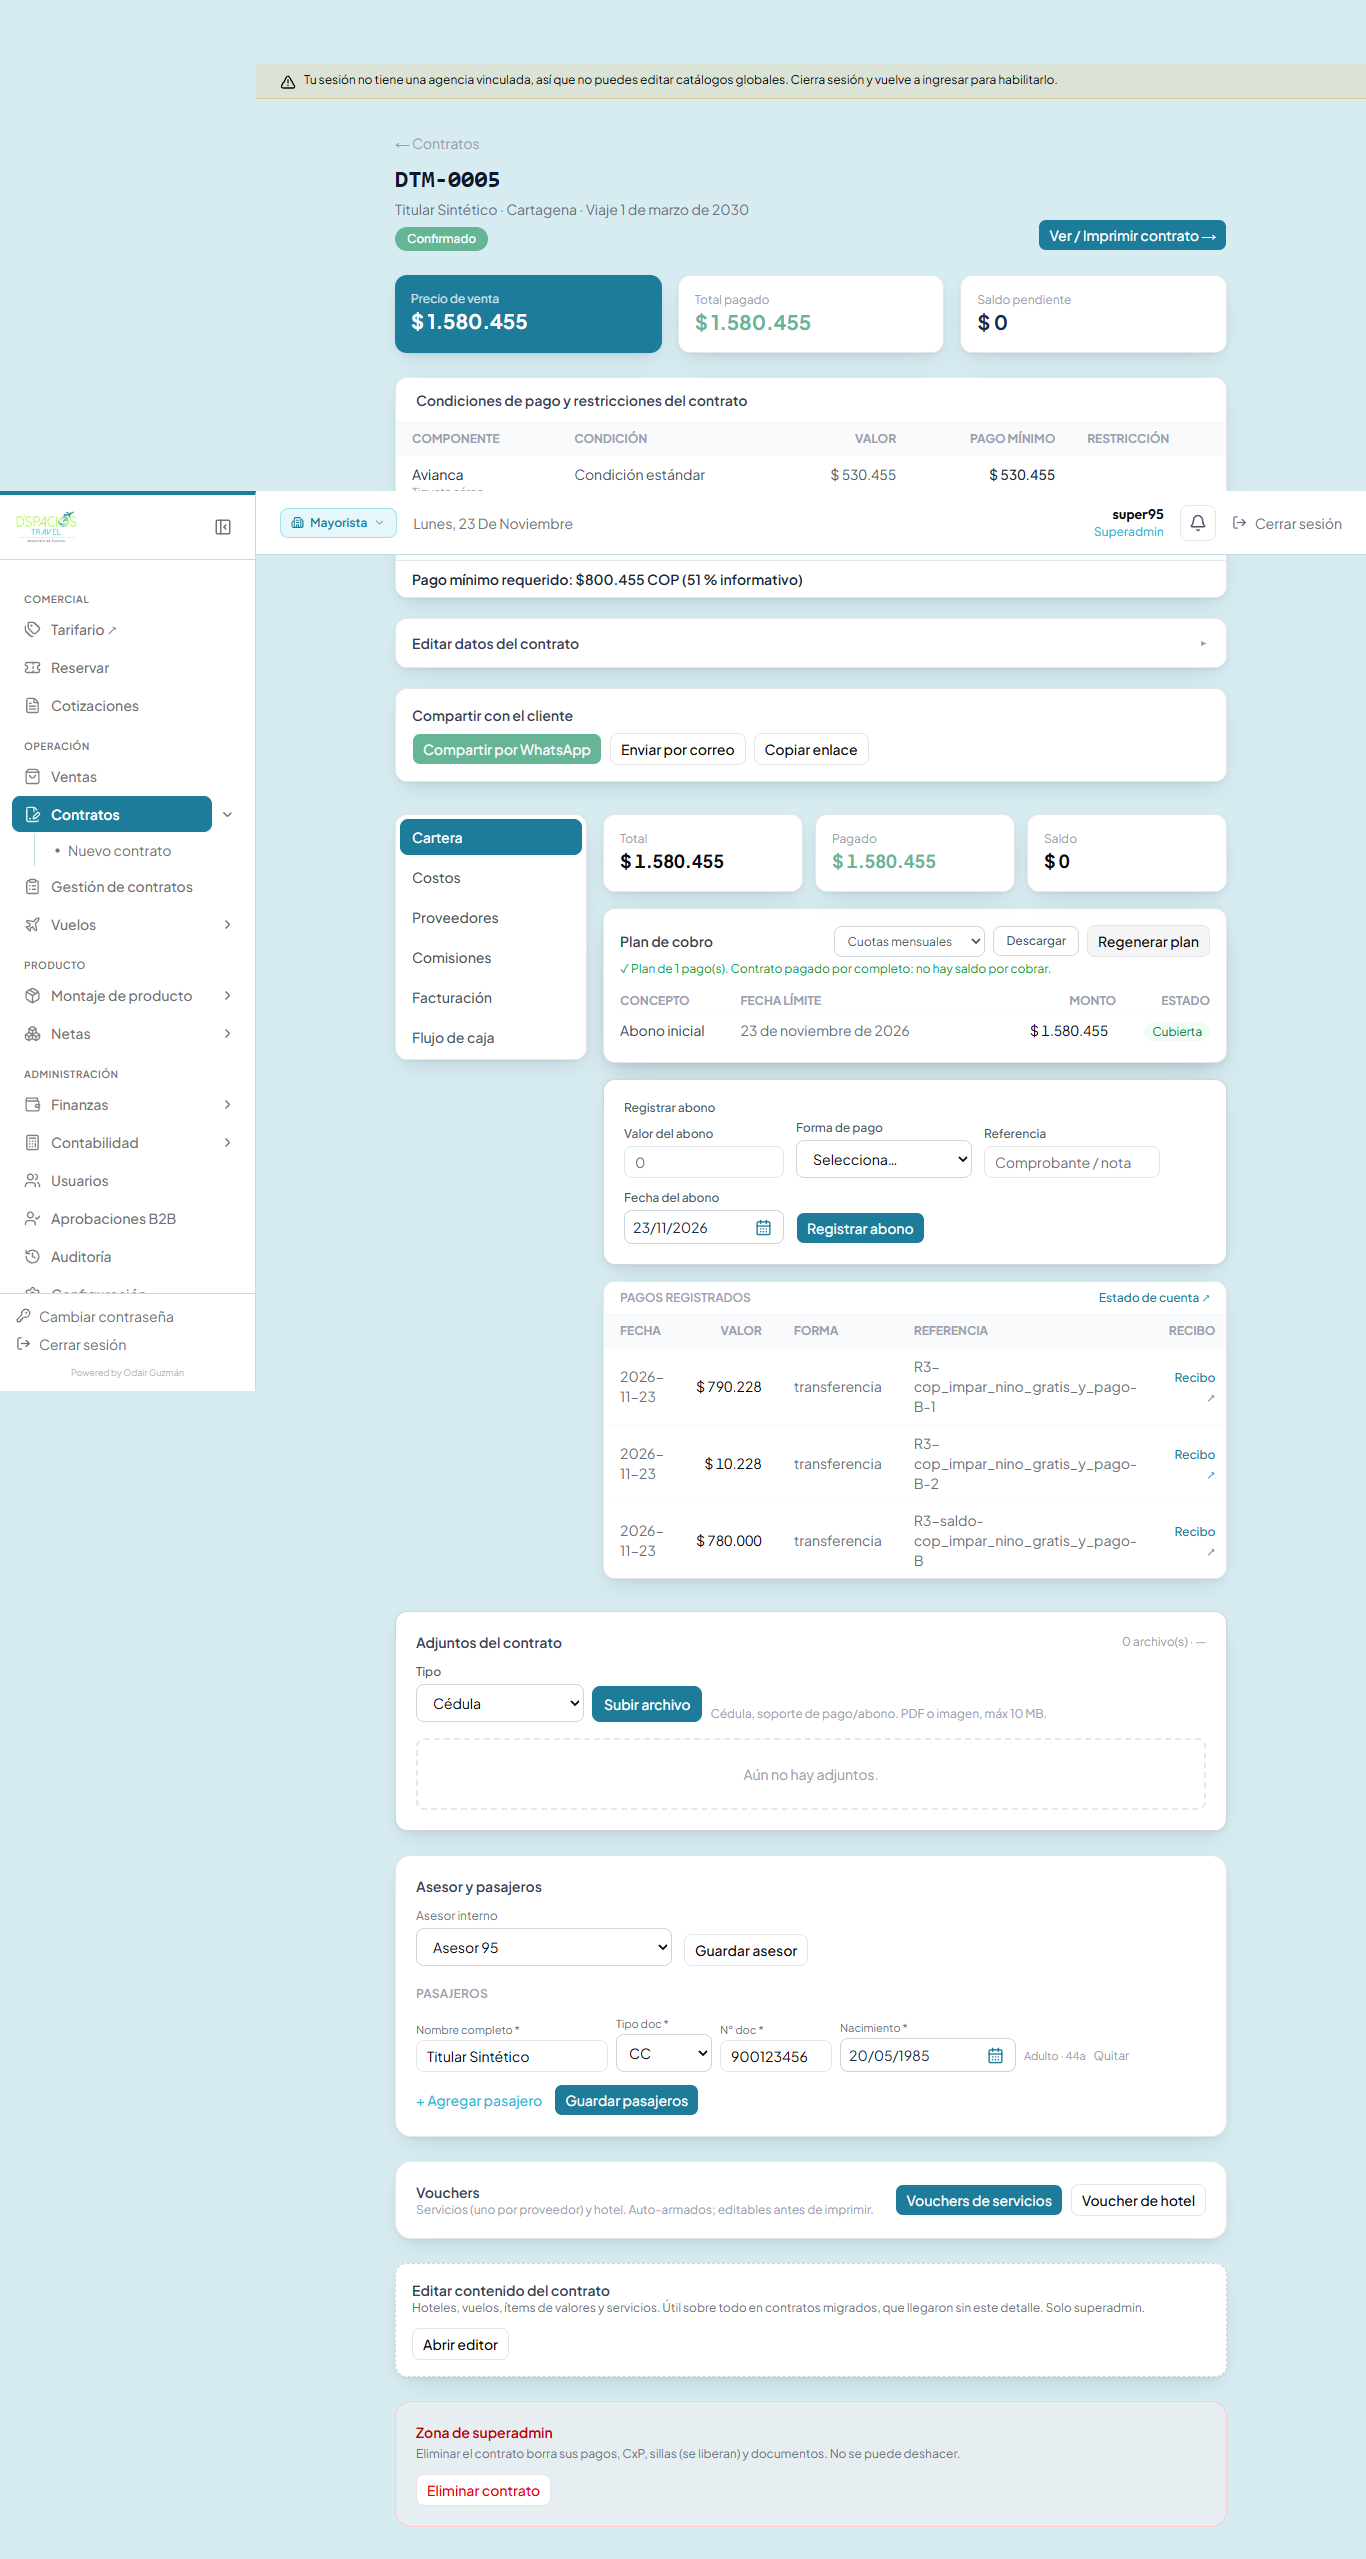 Tu sesión no tiene una agencia vinculada, así que no puedes editar catálogos globales. Cierra sesión y vuelve a ingresar para habilitarlo.
← Contratos
DTM-0005
Titular Sintético · Cartagena · Viaje 1 de marzo de 2030
Confirmado
Ver / Imprimir contrato →
Precio de venta
$ 1.580.455
Total pagado
$ 1.580.455
Saldo pendiente
$ 0
Condiciones de pago y restricciones del contrato
COMPONENTE CONDICIÓN VALOR PAGO MÍNIMO RESTRICCIÓN
Avianca Condición estándar $ 530.455 $ 530.455
D'SPACIOS
TRAVEL
Mayorista
Lunes, 23 De Noviembre
super95
Superadmin
Cerrar sesión
Pago mínimo requerido: $800.455 COP (51 % informativo)
COMERCIAL
Tarifario ↗
Reservar
Cotizaciones
OPERACIÓN
Ventas
Contratos
• Nuevo contrato
Gestión de contratos
Vuelos
PRODUCTO
Montaje de producto
Netas
ADMINISTRACIÓN
Finanzas
Contabilidad
Usuarios
Aprobaciones B2B
Auditoría
Configuración
Cambiar contraseña
Cerrar sesión
Powered by Odair Guzmán
Editar datos del contrato
Compartir con el cliente
Compartir por WhatsApp Enviar por correo Copiar enlace
Cartera
Costos
Proveedores
Comisiones
Facturación
Flujo de caja
Total
$ 1.580.455
Pagado
$ 1.580.455
Saldo
$ 0
Plan de cobro Cuotas mensuales Descargar Regenerar plan
✓ Plan de 1 pago(s). Contrato pagado por completo: no hay saldo por cobrar.
CONCEPTO FECHA LÍMITE MONTO ESTADO
Abono inicial 23 de noviembre de 2026 $ 1.580.455 Cubierta
Registrar abono
Valor del abono Forma de pago Referencia
0 Selecciona... Comprobante / nota
Fecha del abono
23/11/2026 Registrar abono
PAGOS REGISTRADOS Estado de cuenta ↗
FECHA VALOR FORMA REFERENCIA RECIBO
2026-11-23 $ 790.228 transferencia R3-cop_impar_nino_gratis_y_pago-B-1 Recibo ↗
2026-11-23 $ 10.228 transferencia R3-cop_impar_nino_gratis_y_pago-B-2 Recibo ↗
2026-11-23 $ 780.000 transferencia R3-saldo-cop_impar_nino_gratis_y_pago-B Recibo ↗
Adjuntos del contrato 0 archivo(s) · —
Tipo
Cédula Subir archivo Cédula, soporte de pago/abono. PDF o imagen, máx 10 MB.
Aún no hay adjuntos.
Asesor y pasajeros
Asesor interno
Asesor 95 Guardar asesor
PASAJEROS
Nombre completo * Tipo doc * N° doc * Nacimiento *
Titular Sintético CC 900123456 20/05/1985 Adulto · 44a Quitar
+ Agregar pasajero Guardar pasajeros
Vouchers
Servicios (uno por proveedor) y hotel. Auto-armados; editables antes de imprimir.
Vouchers de servicios Voucher de hotel
Editar contenido del contrato
Hoteles, vuelos, ítems de valores y servicios. Útil sobre todo en contratos migrados, que llegaron sin este detalle. Solo superadmin.
Abrir editor
Zona de superadmin
Eliminar el contrato borra sus pagos, CxP, sillas (se liberan) y documentos. No se puede deshacer.
Eliminar contrato